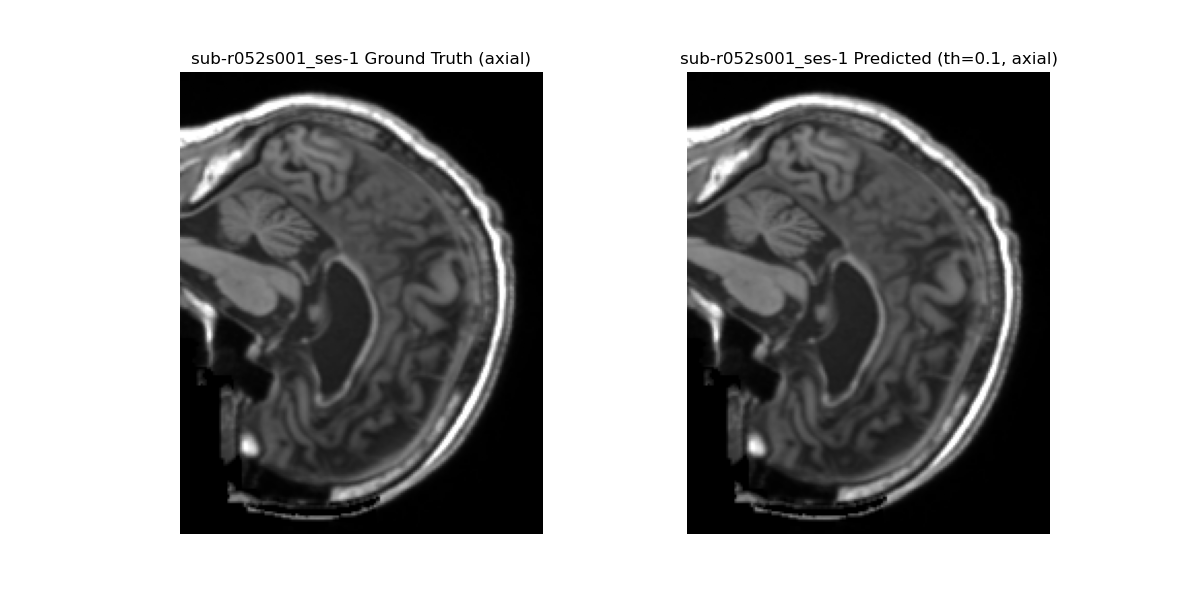 sub-r052s001_ses-1 Ground Truth (axial)
sub-r052s001_ses-1 Predicted (th=0.1, axial)